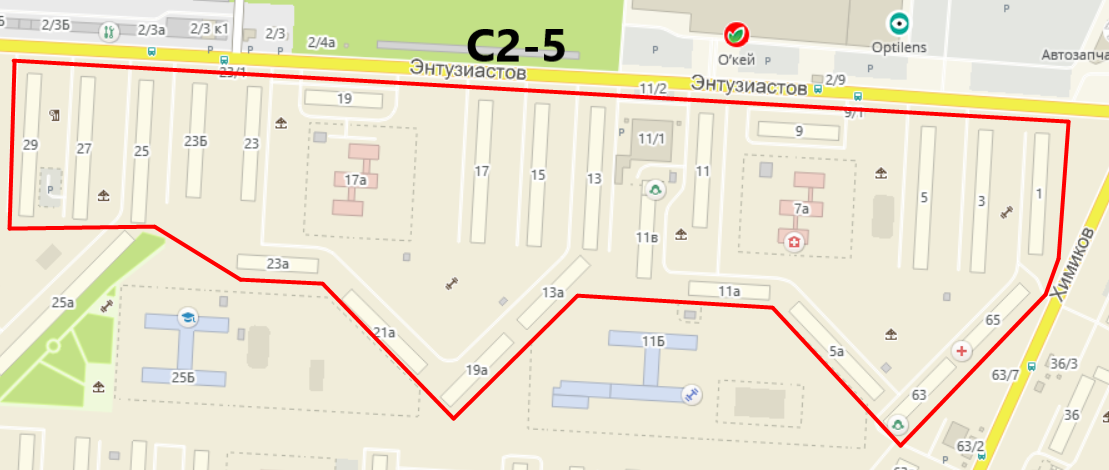 Б
2/3Б
2/3а
2/3 к1
2/3
2/4а
С2-5
О'кей
Optilens
Автозапча
P
P
P
P
P
2/9
Энтузиастов
Энтузиастов
23/1
11/2
9/1
19
9
29
27
25
23Б
23
17а
17
15
13
11/1
P
11
7а
5
3
1
P
11в
23а
13а
11а
25а
21а
19а
11Б
5а
65
63
Химиков
25Б
63/7
36/3
36
63/2
P